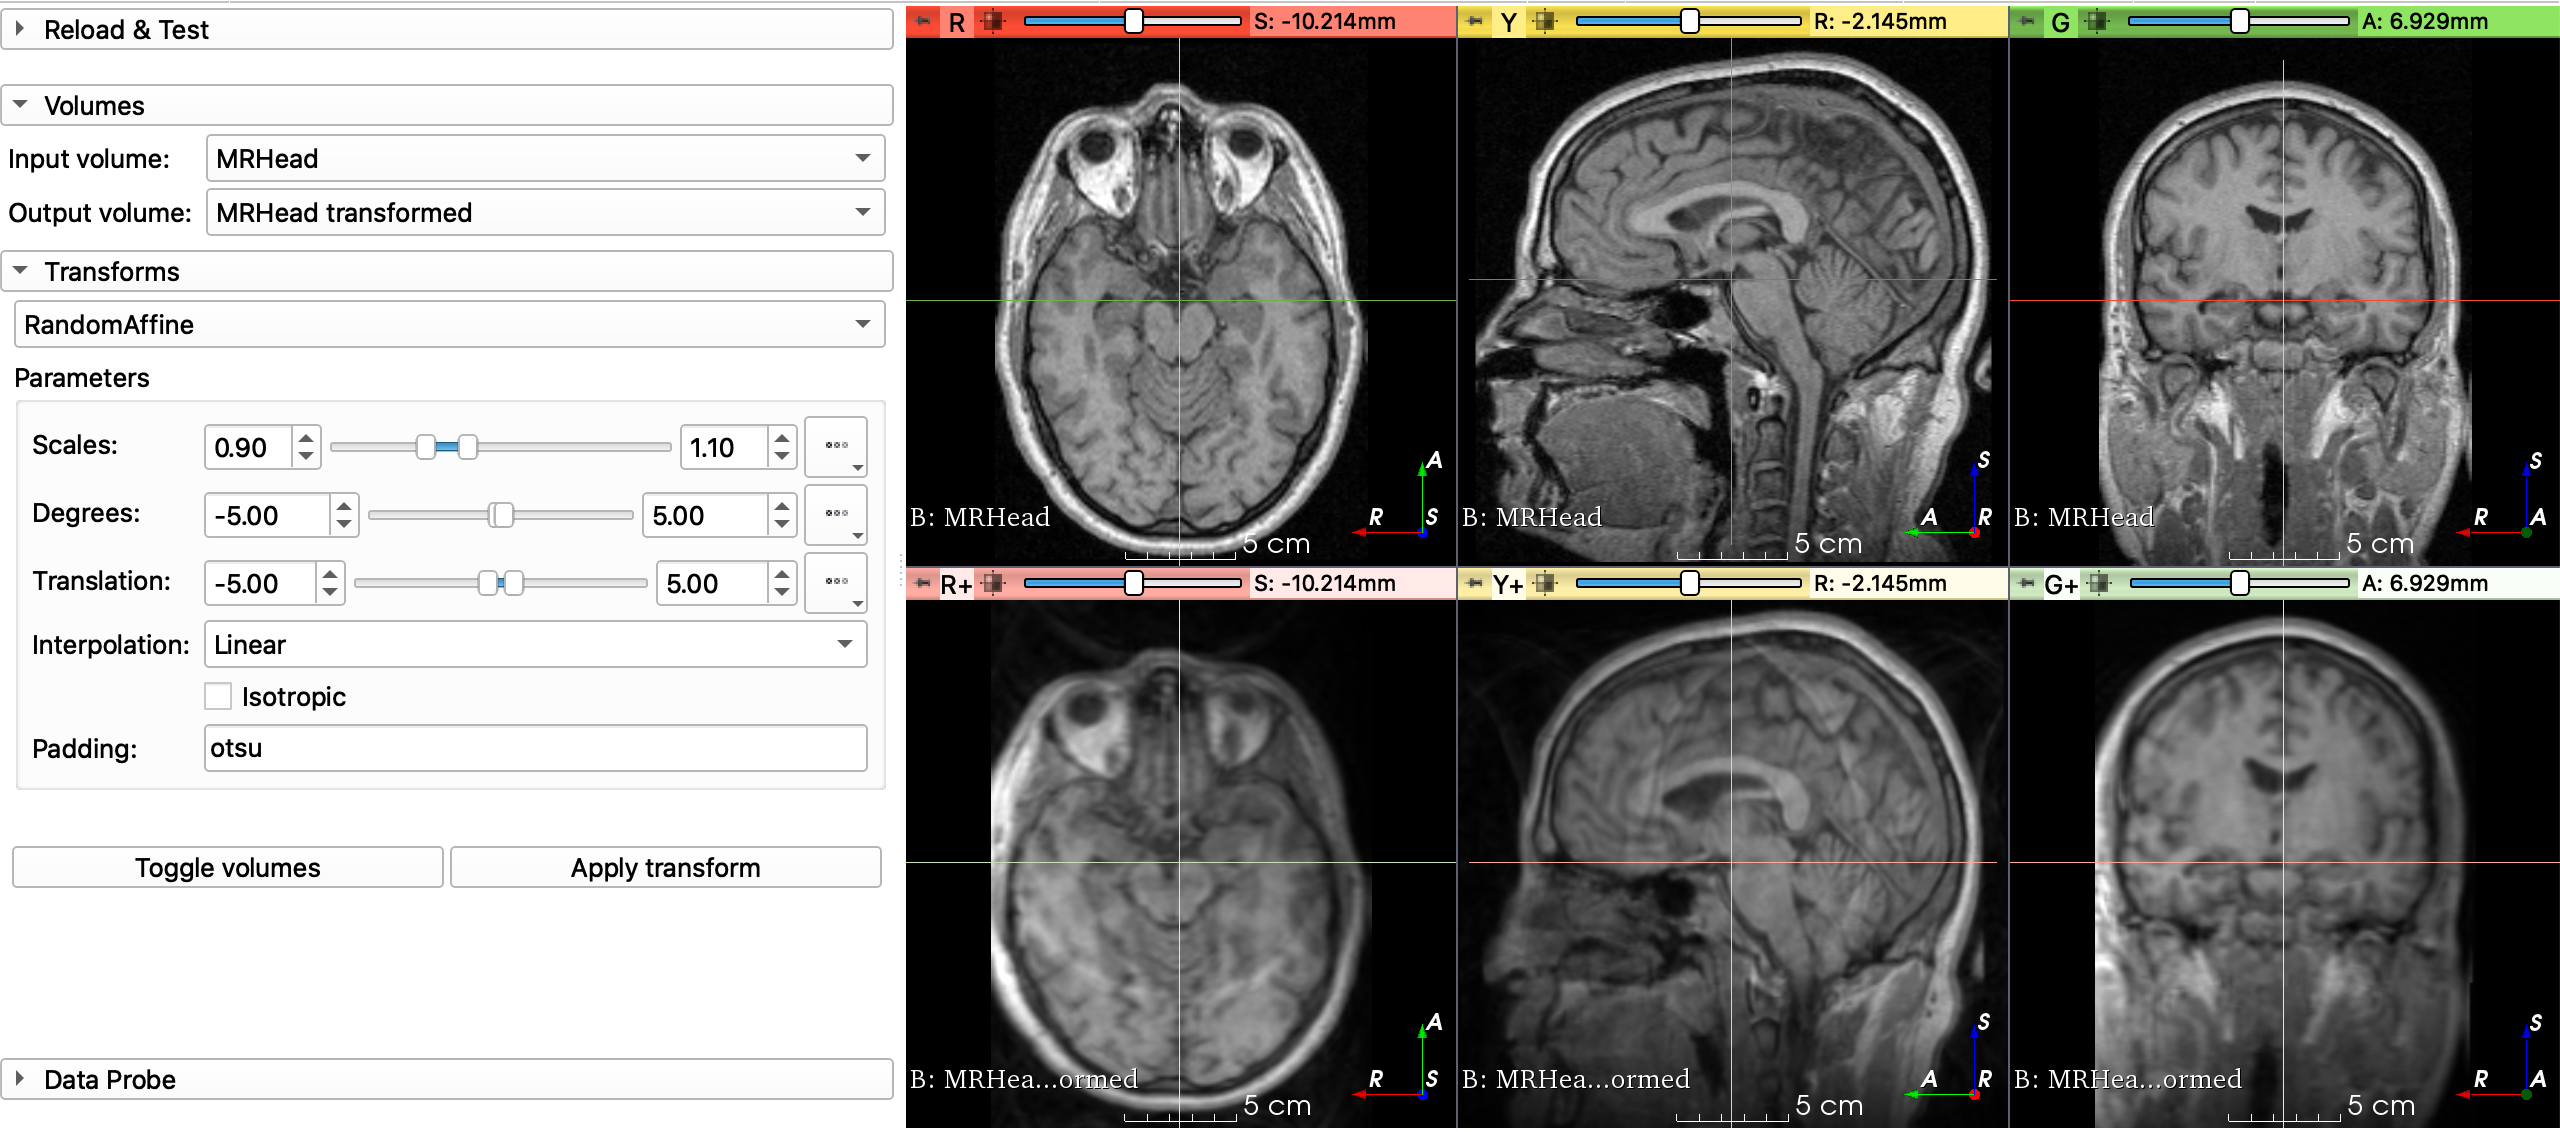 Reload & Test
Volumes
Input volume: MRHead
Output volume: MRHead transformed
Transforms
RandomAffine
Parameters
Scales: 0.90 1.10
Degrees: -5.00 5.00
Translation: -5.00 5.00
Interpolation: Linear
Isotropic
Padding: otsu
Toggle volumes Apply transform
Data Probe
R S: -10.214mm
A
R S
B: MRHead
5 cm
Y R: -2.145mm
S
A R
B: MRHead
5 cm
G A: 6.929mm
S
R A
B: MRHead
5 cm
R+ S: -10.214mm
A
R S
B: MRHea...ormed
5 cm
Y+ R: -2.145mm
S
A R
B: MRHea...ormed
5 cm
G+ A: 6.929mm
S
R A
B: MRHea...ormed
5 cm